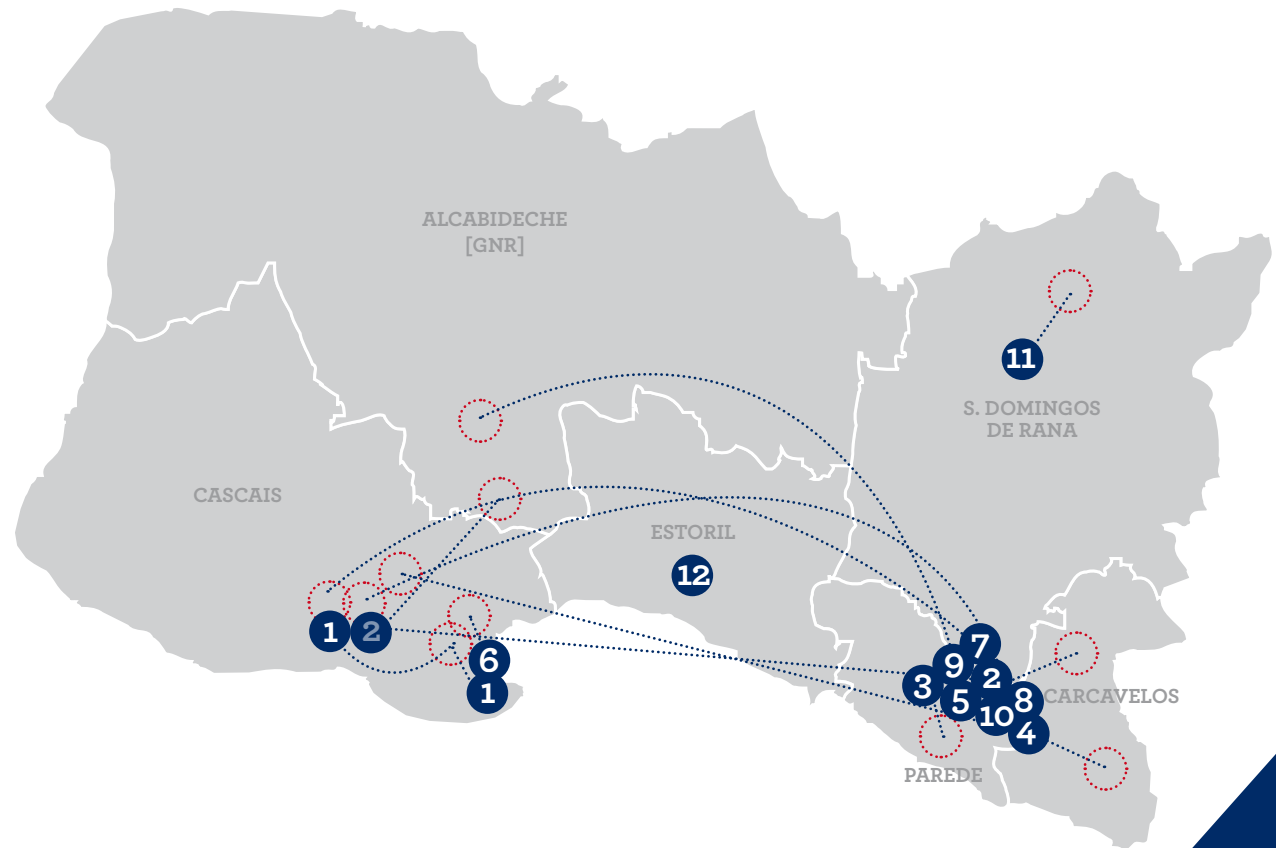 ALCABIDECHE
[GNR]
11
S. DOMINGOS
DE RANA
CASCAIS
ESTORIL
12
1
2
6
1
7
9
2
3
5
8
10
4
CARCAVELOS
PAREDE